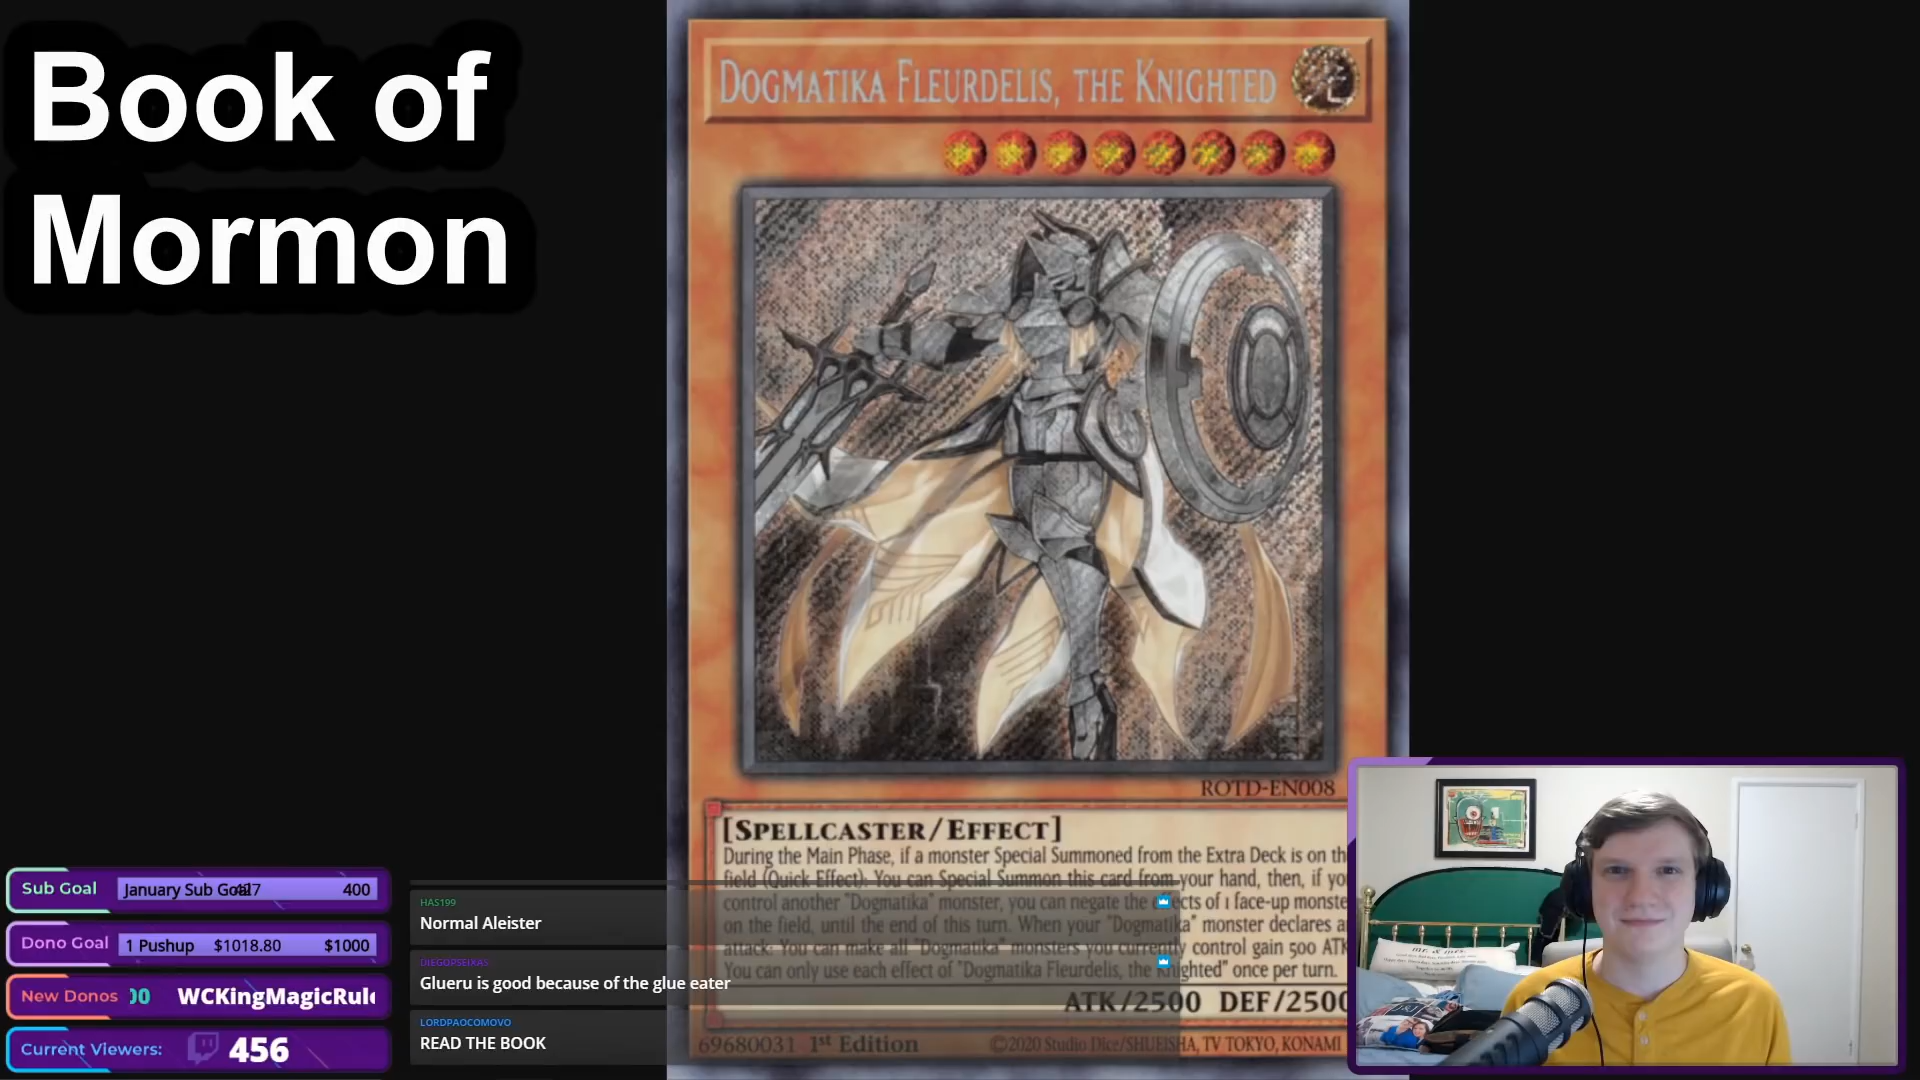 Book of
Mormon
DOGMATIKA FLEURDELIS, THE KNIGHTED
ROTD-EN008
[SPELLCASTER/EFFECT]
During the Main Phase, if a monster Special Summoned from the Extra Deck is on th
field (Quick Effect): You can Special Summon this card from your hand, then, if yo
control another "Dogmatika" monster, you can negate the effects of 1 face-up monste
on the field, until the end of this turn. When your "Dogmatika" monster declares a
attack: You can make all "Dogmatika" monsters you currently control gain 500 ATK
You can only use each effect of "Dogmatika Fleurdelis, the Knighted" once per turn.
ATK/2500 DEF/2500
69680031 1st Edition ©2020 Studio Dice/SHUEISHA, TV TOKYO, KONAMI
Sub Goal January Sub Goal 400
Dono Goal 1 Pushup $1018.80 $1000
New Donos 00 WCKingMagicRul
Current Viewers: 456
HAS199
Normal Aleister
DIEGOPSEIXAS
Glueru is good because of the glue eater
LORDPAOCOMOVO
READ THE BOOK
mr. & mrs.